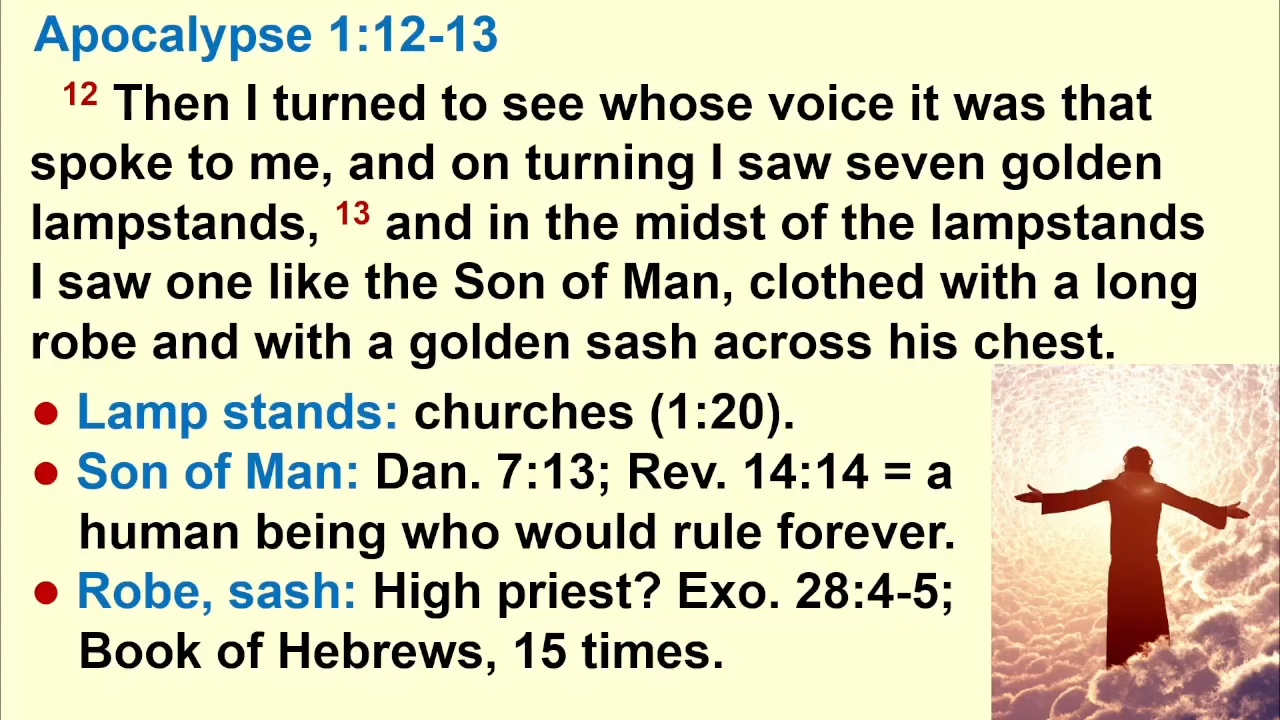 Apocalypse 1:12-13
12 Then I turned to see whose voice it was that
spoke to me, and on turning I saw seven golden
lampstands, 13 and in the midst of the lampstands
I saw one like the Son of Man, clothed with a long
robe and with a golden sash across his chest.
● Lamp stands: churches (1:20).
● Son of Man: Dan. 7:13; Rev. 14:14 = a
human being who would rule forever.
● Robe, sash: High priest? Exo. 28:4-5;
Book of Hebrews, 15 times.